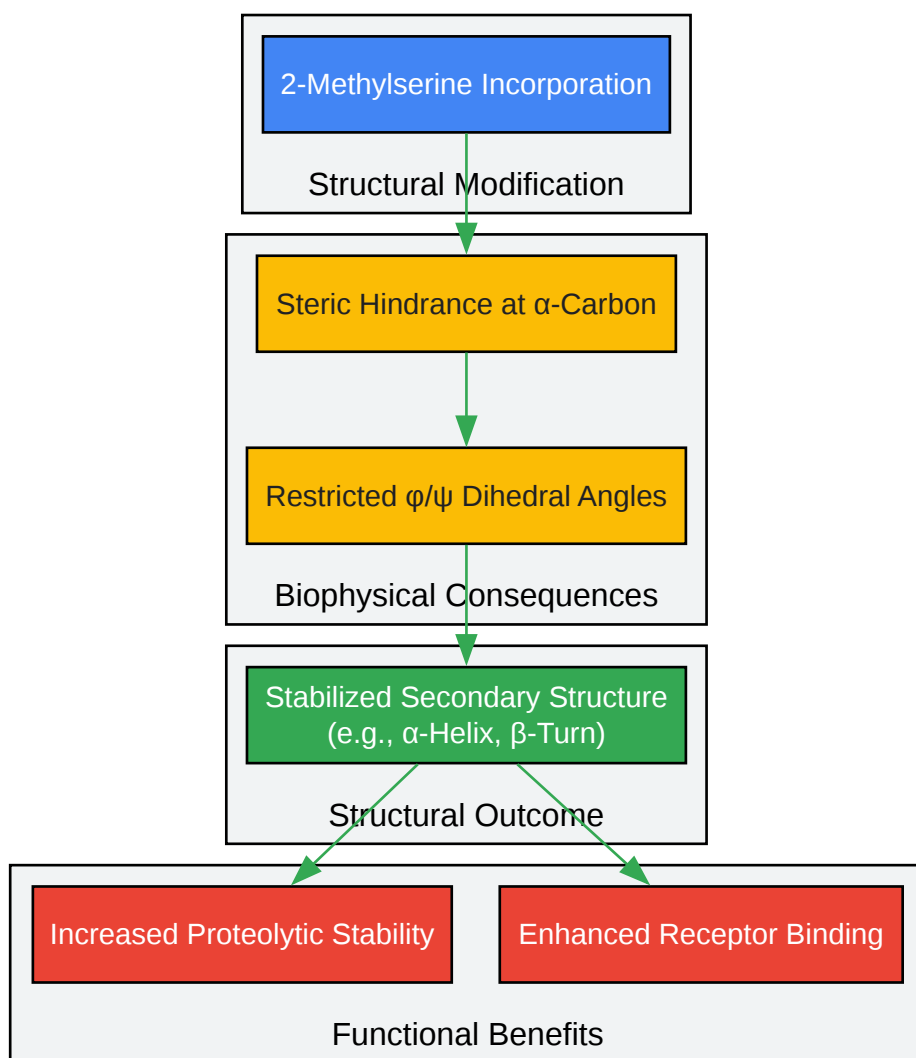 2-Methylserine Incorporation
Structural Modification
Steric Hindrance at α-Carbon
Restricted φ/ψ Dihedral Angles
Biophysical Consequences
Stabilized Secondary Structure
(e.g., α-Helix, β-Turn)
Structural Outcome
Increased Proteolytic Stability
Enhanced Receptor Binding
Functional Benefits